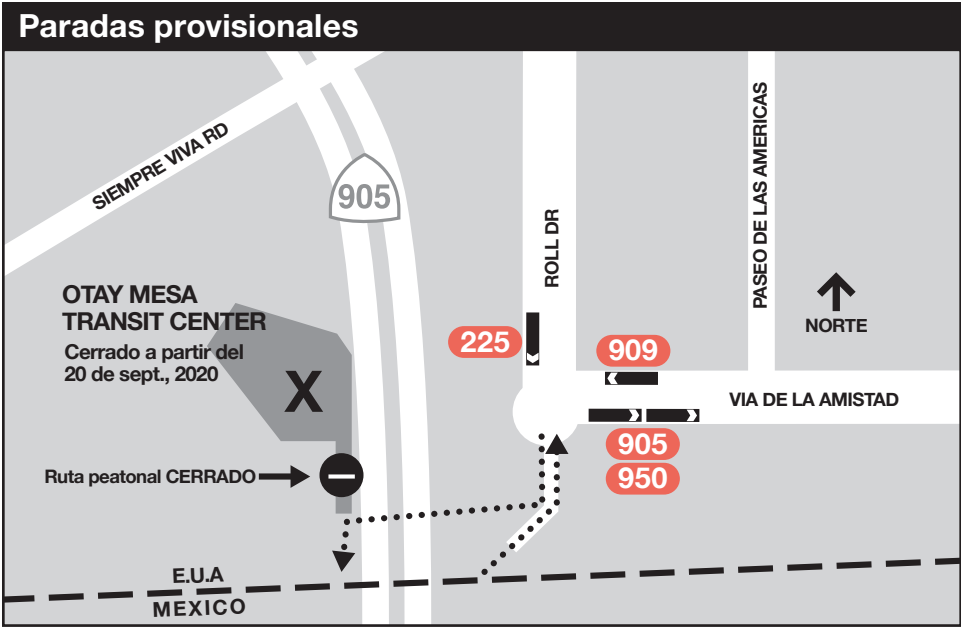 Paradas provisionales
SIEMPRE VIVA RD
905
ROLL DR
PASEO DE LAS AMERICAS
NORTE
OTAY MESA
TRANSIT CENTER
Cerrado a partir del
20 de sept., 2020
X
225
909
VIA DE LA AMISTAD
905
950
Ruta peatonal CERRADO
E.U.A
MEXICO